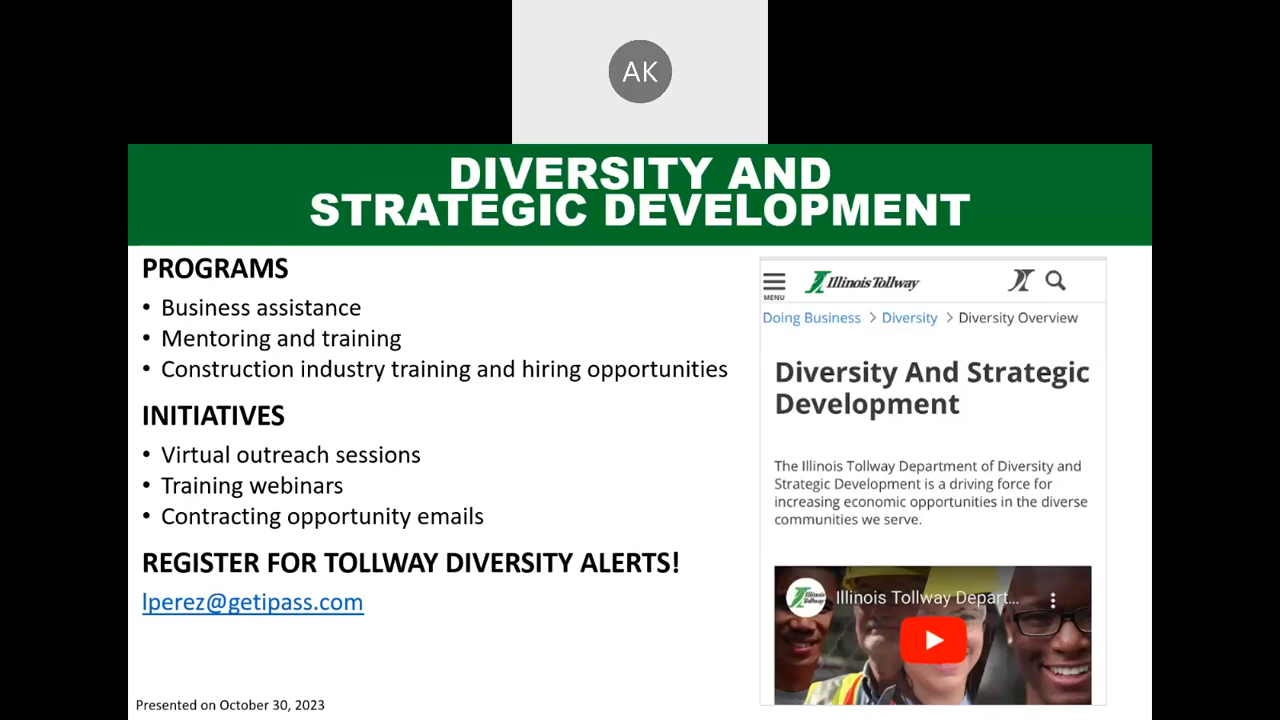 AK
DIVERSITY AND
STRATEGIC DEVELOPMENT
PROGRAMS
• Business assistance
• Mentoring and training
• Construction industry training and hiring opportunities
INITIATIVES
• Virtual outreach sessions
• Training webinars
• Contracting opportunity emails
REGISTER FOR TOLLWAY DIVERSITY ALERTS!
lperez@getipass.com
Presented on October 30, 2023
MENU
Illinois Tollway
Doing Business > Diversity > Diversity Overview
Diversity And Strategic
Development
The Illinois Tollway Department of Diversity and
Strategic Development is a driving force for
increasing economic opportunities in the diverse
communities we serve.
Illinois Tollway
Illinois Tollway Depart...